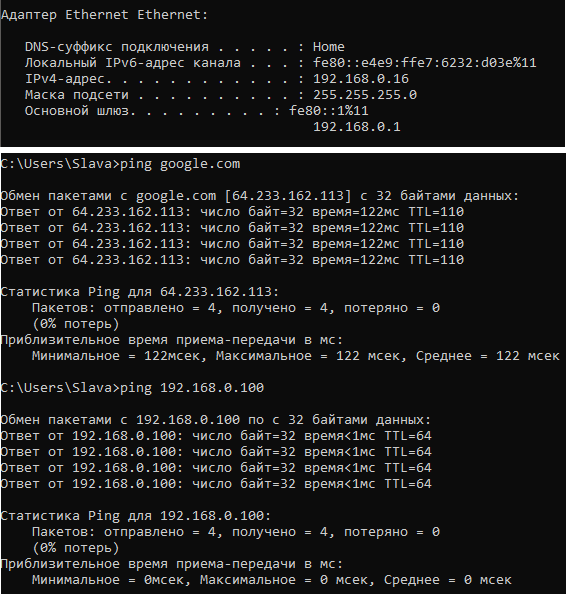 Адаптер Ethernet Ethernet:
DNS-суффикс подключения . . . . . : Home
Локальный IPv6-адрес канала . . . : fe80::e4e9:ffe7:6232:d03e%11
IPv4-адрес. . . . . . . . . . . . : 192.168.0.16
Маска подсети . . . . . . . . . . : 255.255.255.0
Основной шлюз. . . . . . . . . : fe80::1%11
192.168.0.1
C:\Users\Slava>ping google.com
Обмен пакетами с google.com [64.233.162.113] с 32 байтами данных:
Ответ от 64.233.162.113: число байт=32 время=122мс TTL=110
Ответ от 64.233.162.113: число байт=32 время=122мс TTL=110
Ответ от 64.233.162.113: число байт=32 время=122мс TTL=110
Ответ от 64.233.162.113: число байт=32 время=122мс TTL=110
Статистика Ping для 64.233.162.113:
Пакетов: отправлено = 4, получено = 4, потеряно = 0
(0% потерь)
Приблизительное время приема-передачи в мс:
Минимальное = 122мсек, Максимальное = 122 мсек, Среднее = 122 мсек
C:\Users\Slava>ping 192.168.0.100
Обмен пакетами с 192.168.0.100 по с 32 байтами данных:
Ответ от 192.168.0.100: число байт=32 время<1мс TTL=64
Ответ от 192.168.0.100: число байт=32 время<1мс TTL=64
Ответ от 192.168.0.100: число байт=32 время<1мс TTL=64
Ответ от 192.168.0.100: число байт=32 время<1мс TTL=64
Статистика Ping для 192.168.0.100:
Пакетов: отправлено = 4, получено = 4, потеряно = 0
(0% потерь)
Приблизительное время приема-передачи в мс:
Минимальное = 0мсек, Максимальное = 0 мсек, Среднее = 0 мсек